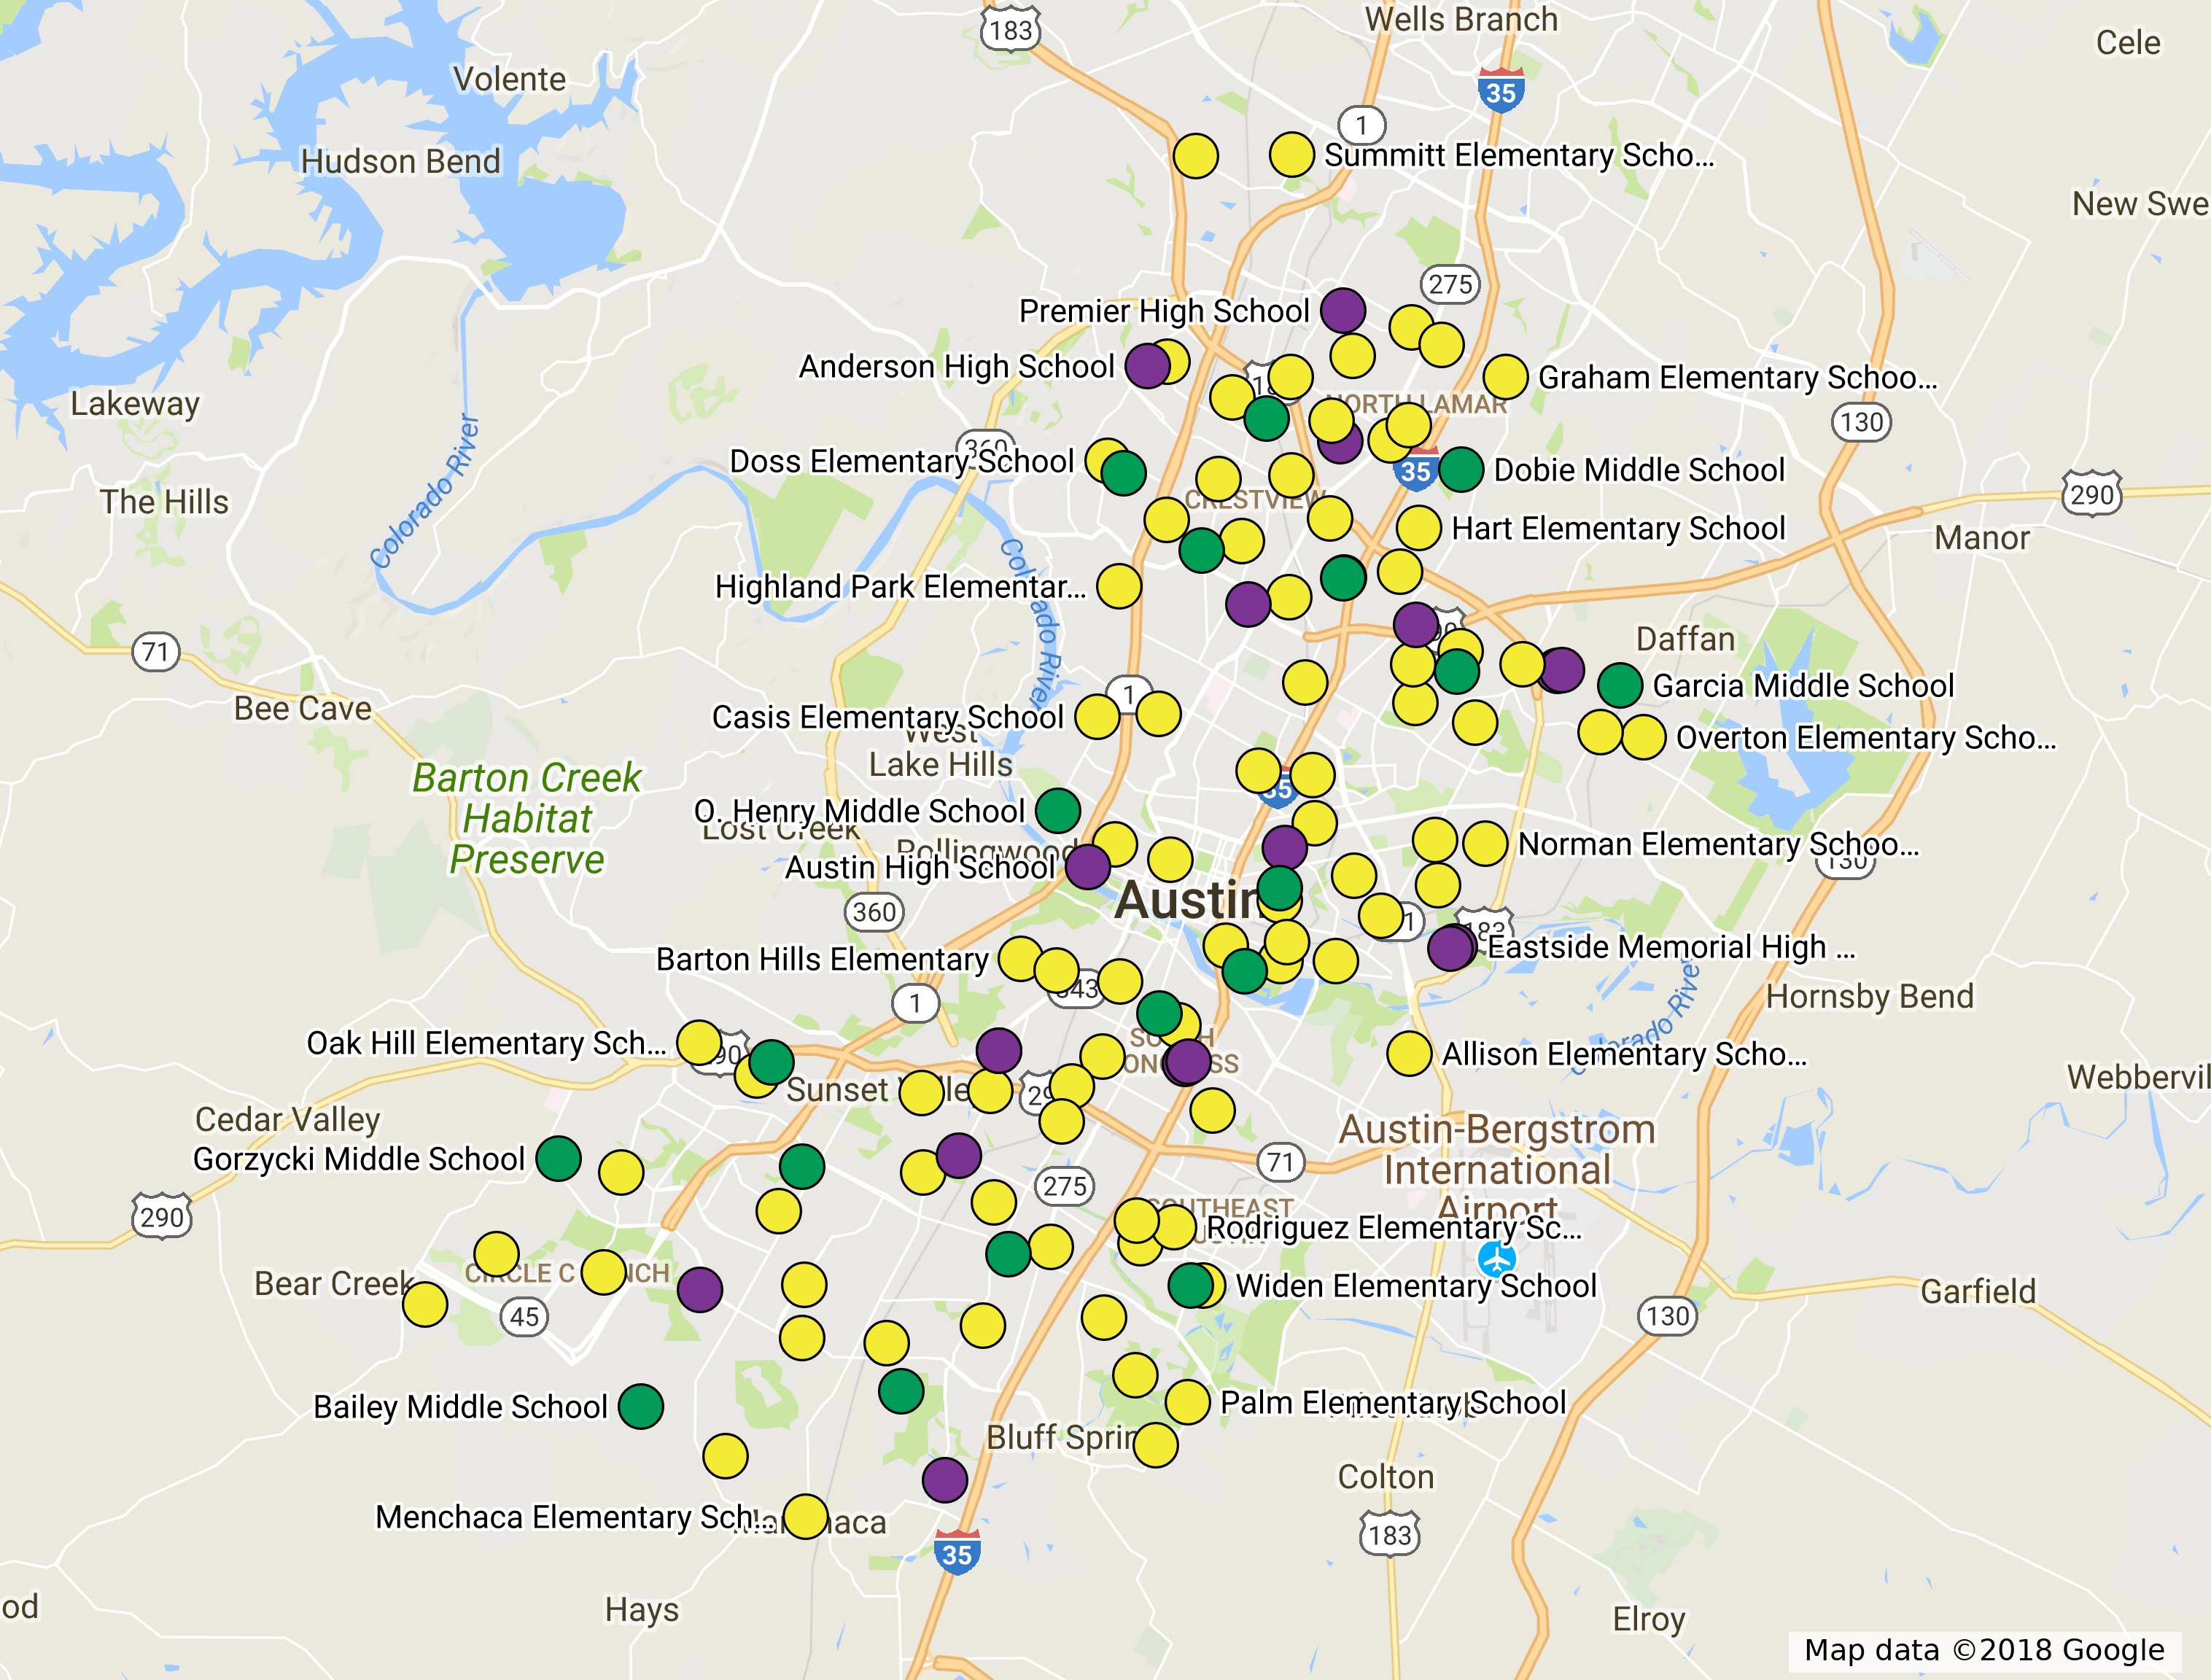 Wells Branch
183
Cele
Volente
35
1
Hudson Bend
Summitt Elementary Scho...
New Swe
275
Premier High School
Anderson High School
Graham Elementary Schoo...
Lakeway
NORTH LAMAR
130
360
Doss Elementary School
35
Dobie Middle School
The Hills
290
CRESTVIEW
Colorado River
Hart Elementary School
Manor
Colorado River
Highland Park Elementar...
71
Daffan
1
Garcia Middle School
Bee Cave
Casis Elementary School
West
Lake Hills
Overton Elementary Scho...
Barton Creek
Habitat
Preserve
35
O. Henry Middle School
Lost Creek
Rollingwood
Norman Elementary Schoo...
130
Austin High School
Austin
360
183
Eastside Memorial High ...
Barton Hills Elementary
343
1
Hornsby Bend
Colorado River
Oak Hill Elementary Sch...
Allison Elementary Scho...
Webbervil
Sunset
Cedar Valley
Austin-Bergstrom
International
Airport
Gorzycki Middle School
71
275
290
SOUTHEAST
Rodriguez Elementary Sc...
Bear Creek
Widen Elementary School
Garfield
45
130
Bailey Middle School
Palm Elementary School
Bluff Sprin
Colton
Menchaca Elementary Sch...
183
35
od
Hays
Elroy
Map data ©2018 Google